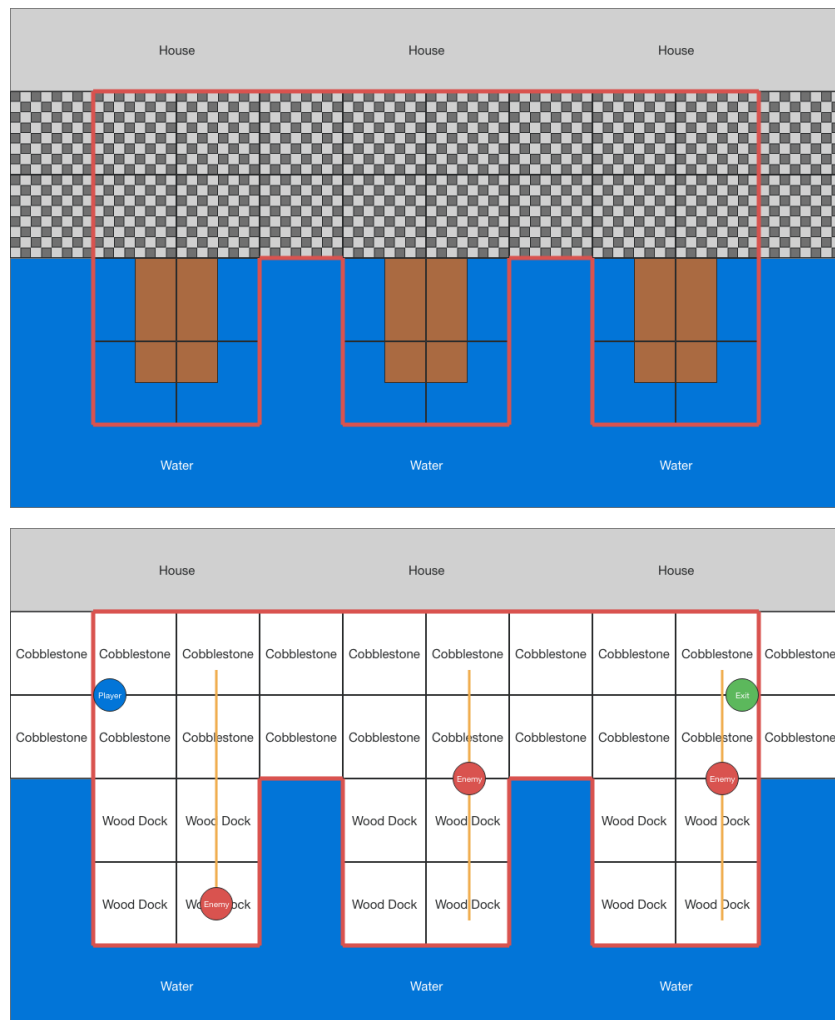 House House House
Water Water Water
House House House
Cobblestone Cobblestone Cobblestone Cobblestone Cobblestone Cobblestone Cobblestone Cobblestone Cobblestone Cobblestone
Player Exit
Cobblestone Cobblestone Cobblestone Cobblestone Cobblestone Cobblestone Cobblestone Cobblestone Cobblestone Cobblestone
Enemy Enemy
Wood Dock Wood Dock Wood Dock Wood Dock Wood Dock Wood Dock
Wood Dock Wood Dock Wood Dock Wood Dock Wood Dock Wood Dock
Enemy
Water Water Water